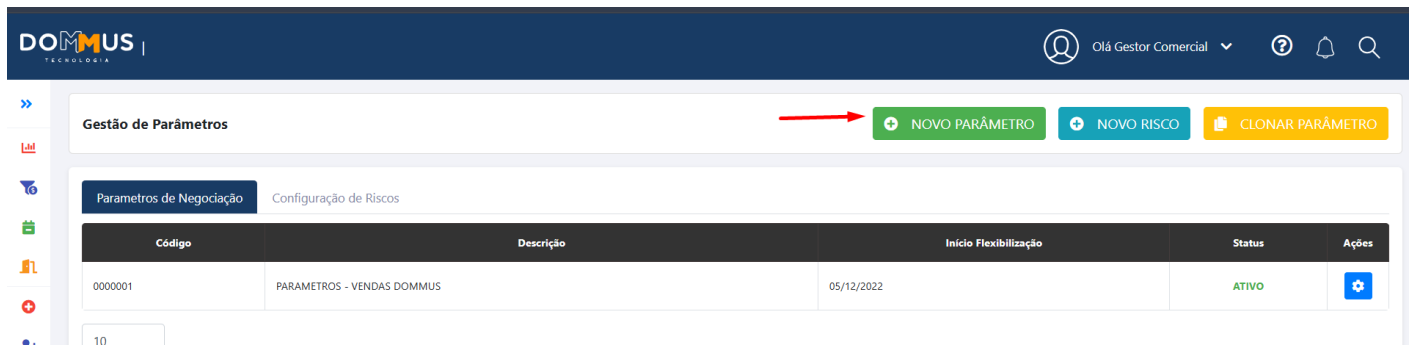 DOMMUS |
TECNOLOGIA
Olá Gestor Comercial
Gestão de Parâmetros
NOVO PARÂMETRO
NOVO RISCO
CLONAR PARÂMETRO
Parametros de Negociação
Configuração de Riscos
Código Descrição Início Flexibilização Status Ações
0000001 PARAMETROS - VENDAS DOMMUS 05/12/2022 ATIVO
10